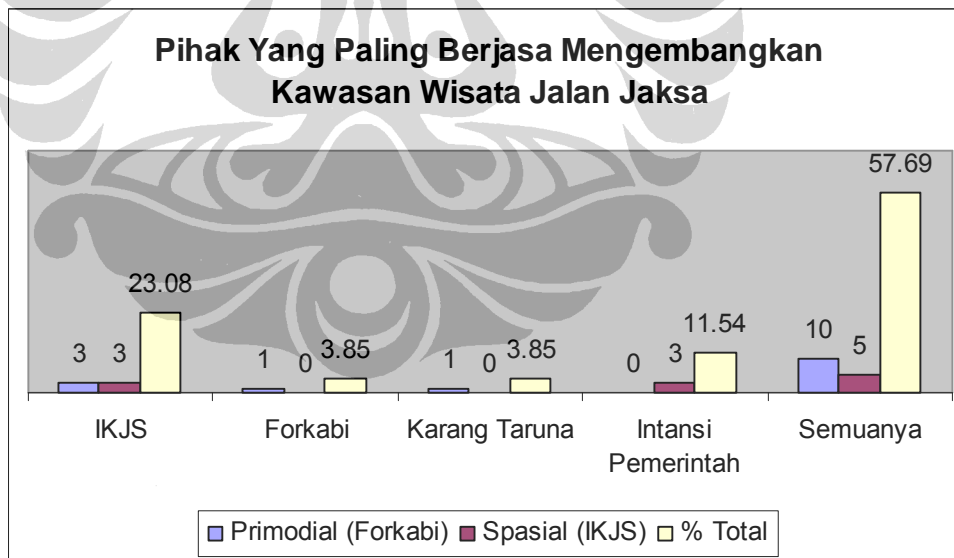 Pihak Yang Paling Berjasa Mengembangkan
Kawasan Wisata Jalan Jaksa
57.69
23.08
11.54
10
3 3
1 0 3.85
1 0 3.85
0 3
5
IKJS Forkabi Karang Taruna Intansi Semuanya
Pemerintah
Primodial (Forkabi) Spasial (IKJS) % Total